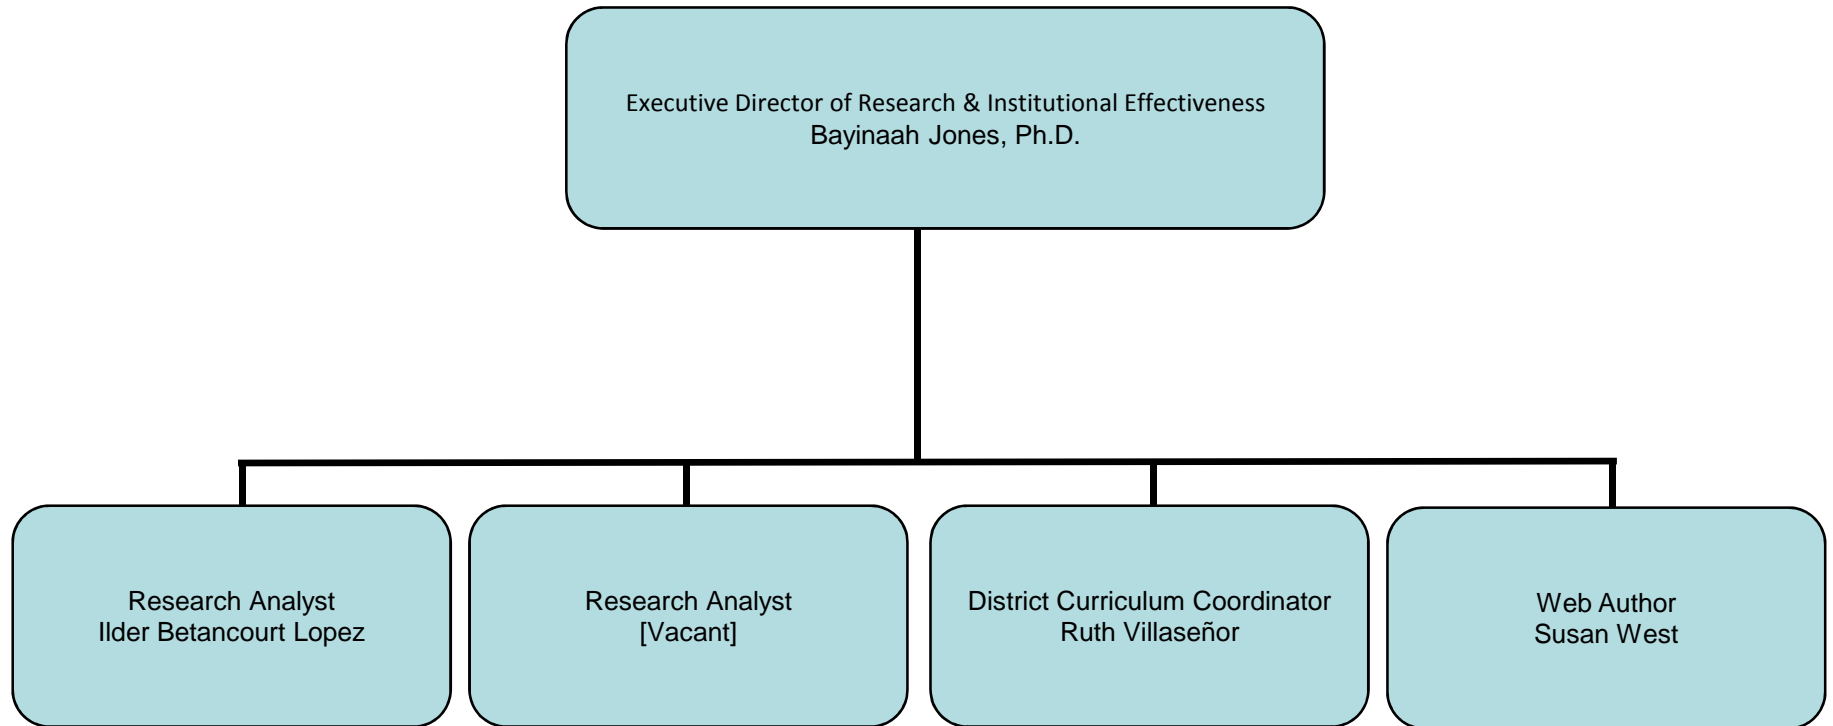 Executive Director of Research & Institutional Effectiveness
Bayinaah Jones, Ph.D.
Research Analyst
Ilder Betancourt Lopez
Research Analyst
[Vacant]
District Curriculum Coordinator
Ruth Villaseñor
Web Author
Susan West